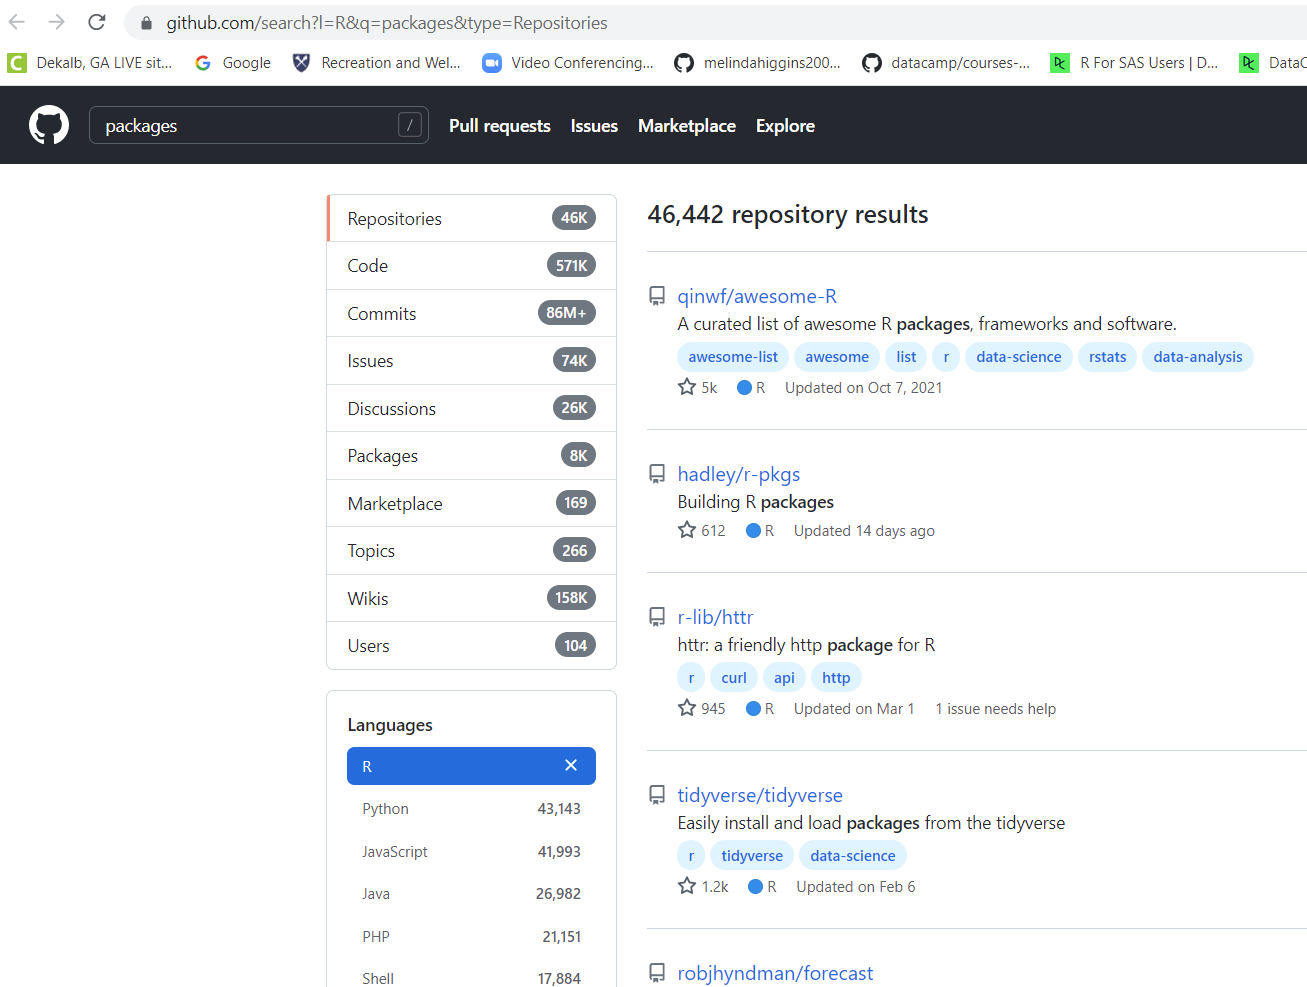 github.com/search?l=R&q=packages&type=Repositories
Dekalb, GA LIVE sit... Google Recreation and Wel... Video Conferencing... melindahiggins200... datacamp/courses-... R For SAS Users | D... DataC
packages / Pull requests Issues Marketplace Explore
Repositories 46K
Code 571K
Commits 86M+
Issues 74K
Discussions 26K
Packages 8K
Marketplace 169
Topics 266
Wikis 158K
Users 104
Languages
R
Python 43,143
JavaScript 41,993
Java 26,982
PHP 21,151
Shell 17,884
46,442 repository results
qinwf/awesome-R
A curated list of awesome R packages, frameworks and software.
awesome-list awesome list r data-science rstats data-analysis
5k R Updated on Oct 7, 2021
hadley/r-pkgs
Building R packages
612 R Updated 14 days ago
r-lib/httr
httr: a friendly http package for R
r curl api http
945 R Updated on Mar 1 1 issue needs help
tidyverse/tidyverse
Easily install and load packages from the tidyverse
r tidyverse data-science
1.2k R Updated on Feb 6
robjhyndman/forecast